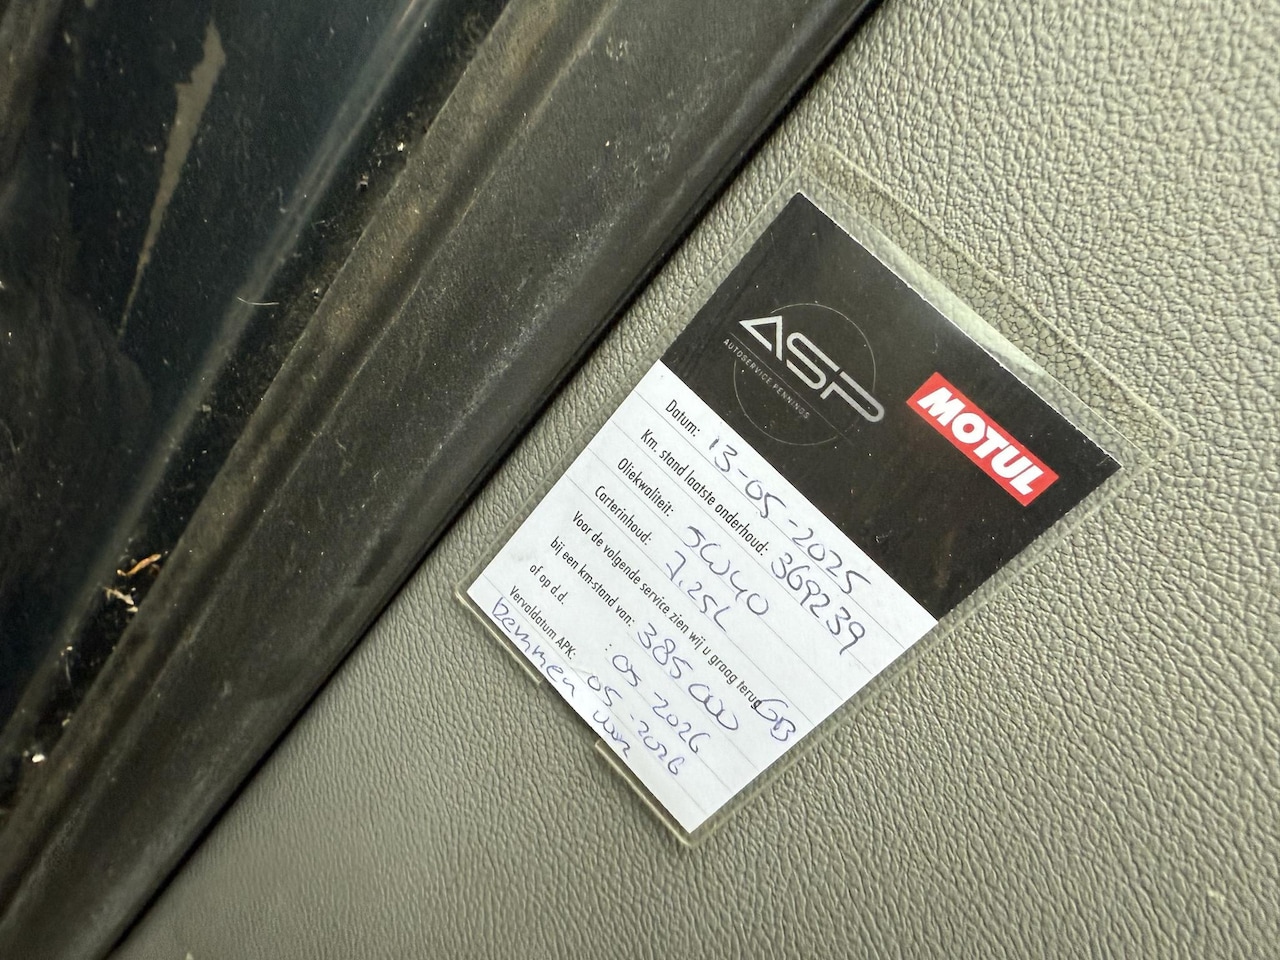 ASP
AUTOSERVICE PENNINGS
MOTUL
Datum: 13-05-2025
Km. stand laatste onderhoud: 369239
Oliekwaliteit: 5W40
Carterinhoud: 7.25L
Voor de volgende service zien wij u graag terug GB
bij een km-stand van: 385000
of op d.d. : 05-2026
Vervaldatum APK: 05-2026